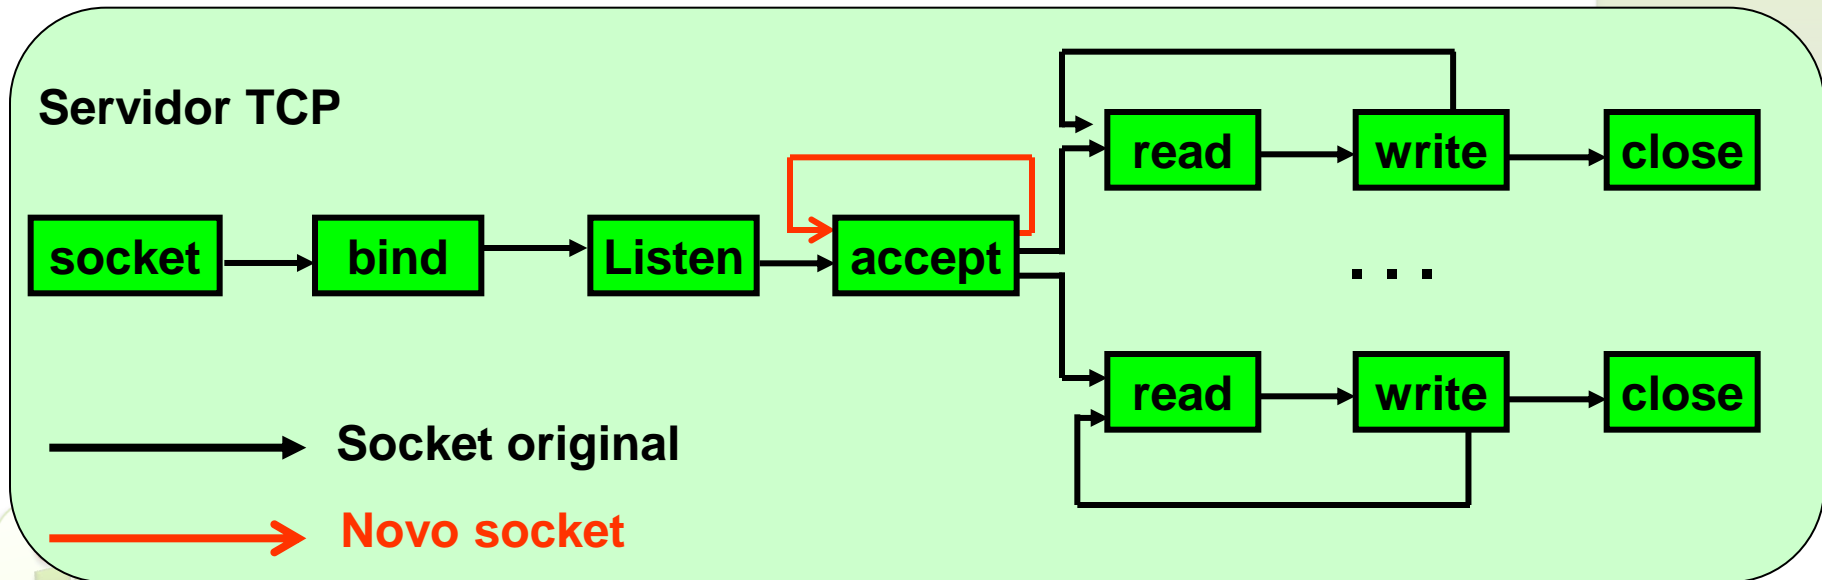 Servidor TCP
read write close
socket bind Listen accept
. . .
read write close
Socket original
Novo socket